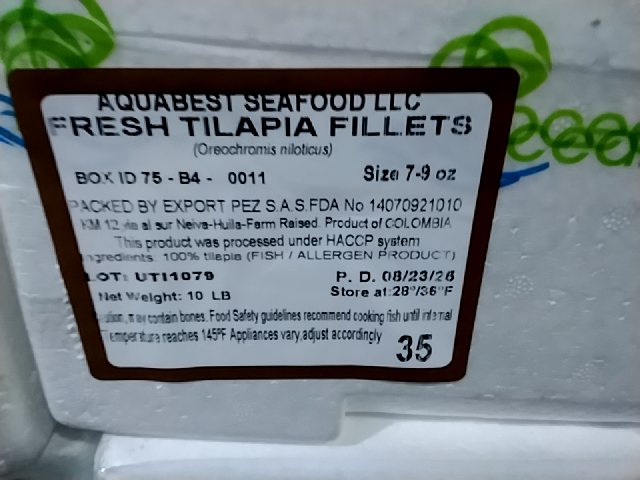 AQUABEST SEAFOOD LLC
FRESH TILAPIA FILLETS
(Oreochromis niloticus)
BOX ID 75 - B4 - 0011 Size 7-9 oz
PACKED BY EXPORT PEZ S.A.S.FDA No 14070921010
KM 12 vie al sur Neiva-Huila-Farm Raised. Product of COLOMBIA
This product was processed under HACCP system
Ingredients: 100% tilapia (FISH / ALLERGEN PRODUCT)
LOT: UTI1079 P. D. 08/23/26
Net Weight: 10 LB Store at:28°/36°F
may contain bones. Food Safety guidelines recommend cooking fish until internal
Temperature reaches 145ºF Appliances vary,adjust accordingly
35